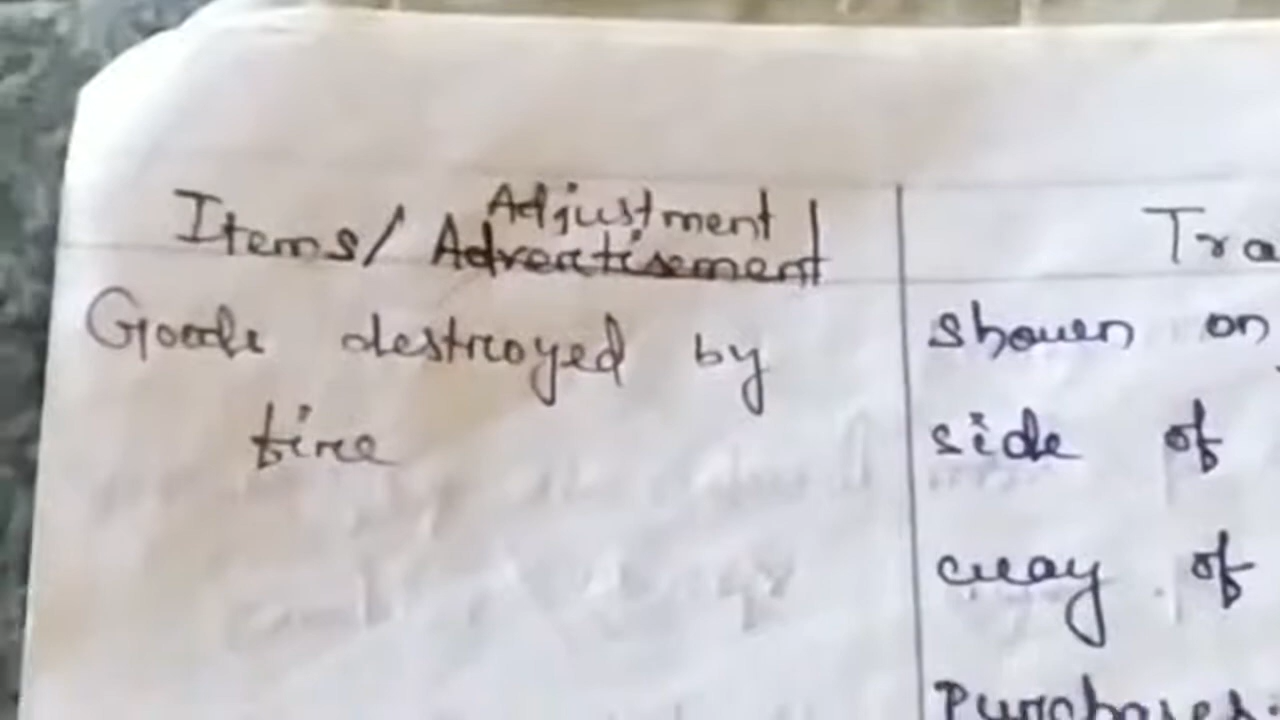 Items/ Adjustment
Advertisement
Goods destroyed by
fire
Tra
shown on
side of
way of
Purchases.